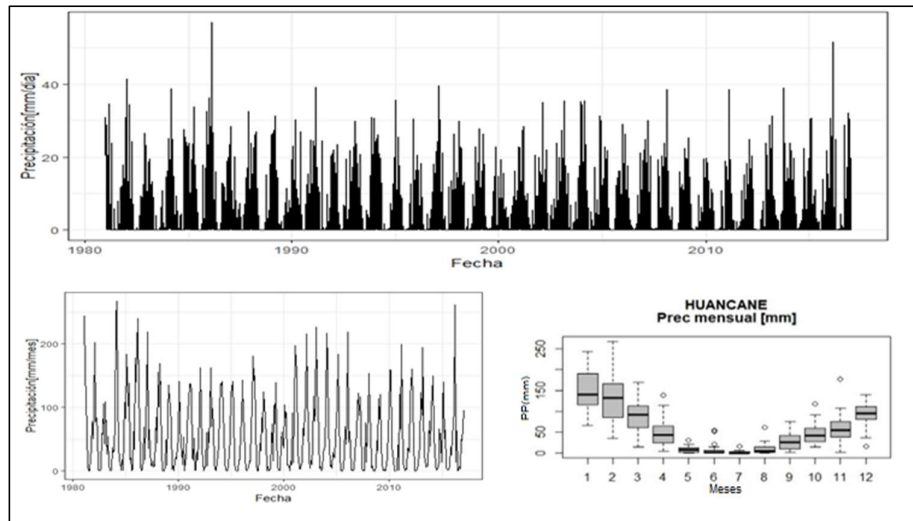 Precipitación[mm/dia]
40
20
0
1980
1990
2000
2010
Fecha
Precipitación[mm/mes]
200
100
0
1980
1990
2000
2010
Fecha
HUANCANE
Prec mensual [mm]
PP(mm)
250
150
50
0
1 2 3 4 5 6 7 8 9 10 11 12
Meses